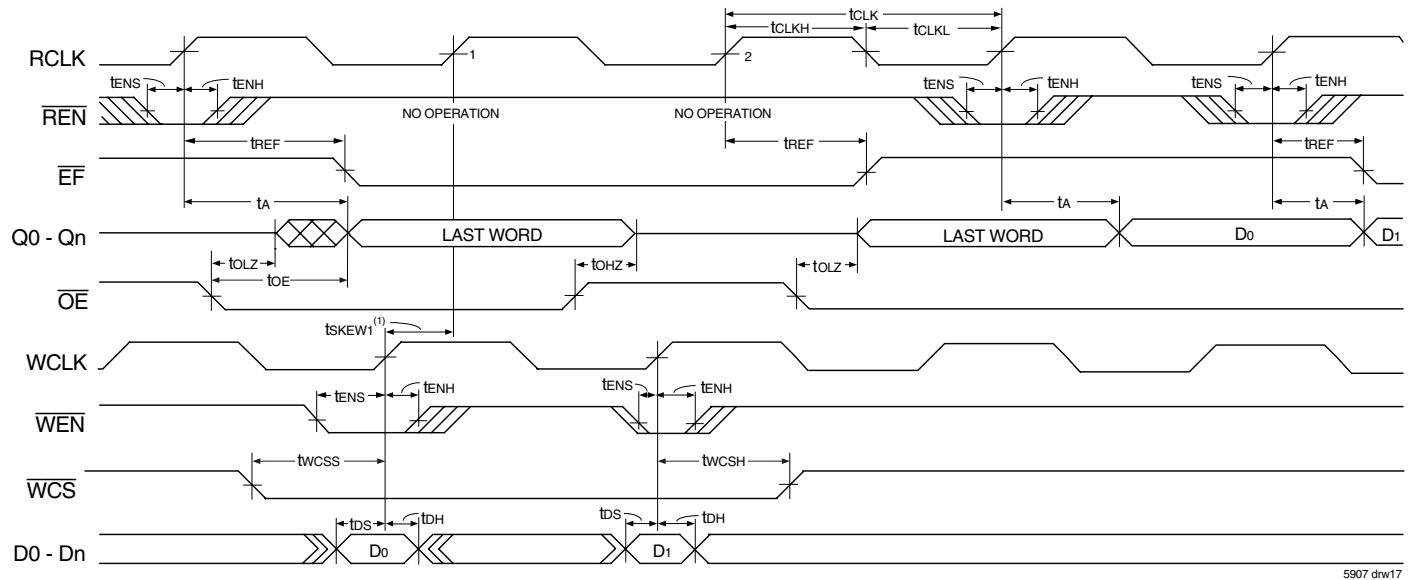 tCLK
tCLKH tCLKL
RCLK 1 2
tENS tENH tENS tENH tENS tENH
REN NO OPERATION NO OPERATION
tREF tREF tREF
EF
tA tA tA
Q0 - Qn LAST WORD LAST WORD D0 D1
tOLZ tOHZ tOLZ
tOE
OE
tSKEW1(1)
WCLK
tENS tENH tENS tENH
WEN
tWCSS tWCSH
WCS
tDS tDH tDS tDH
D0 - Dn D0 D1
5907 drw17